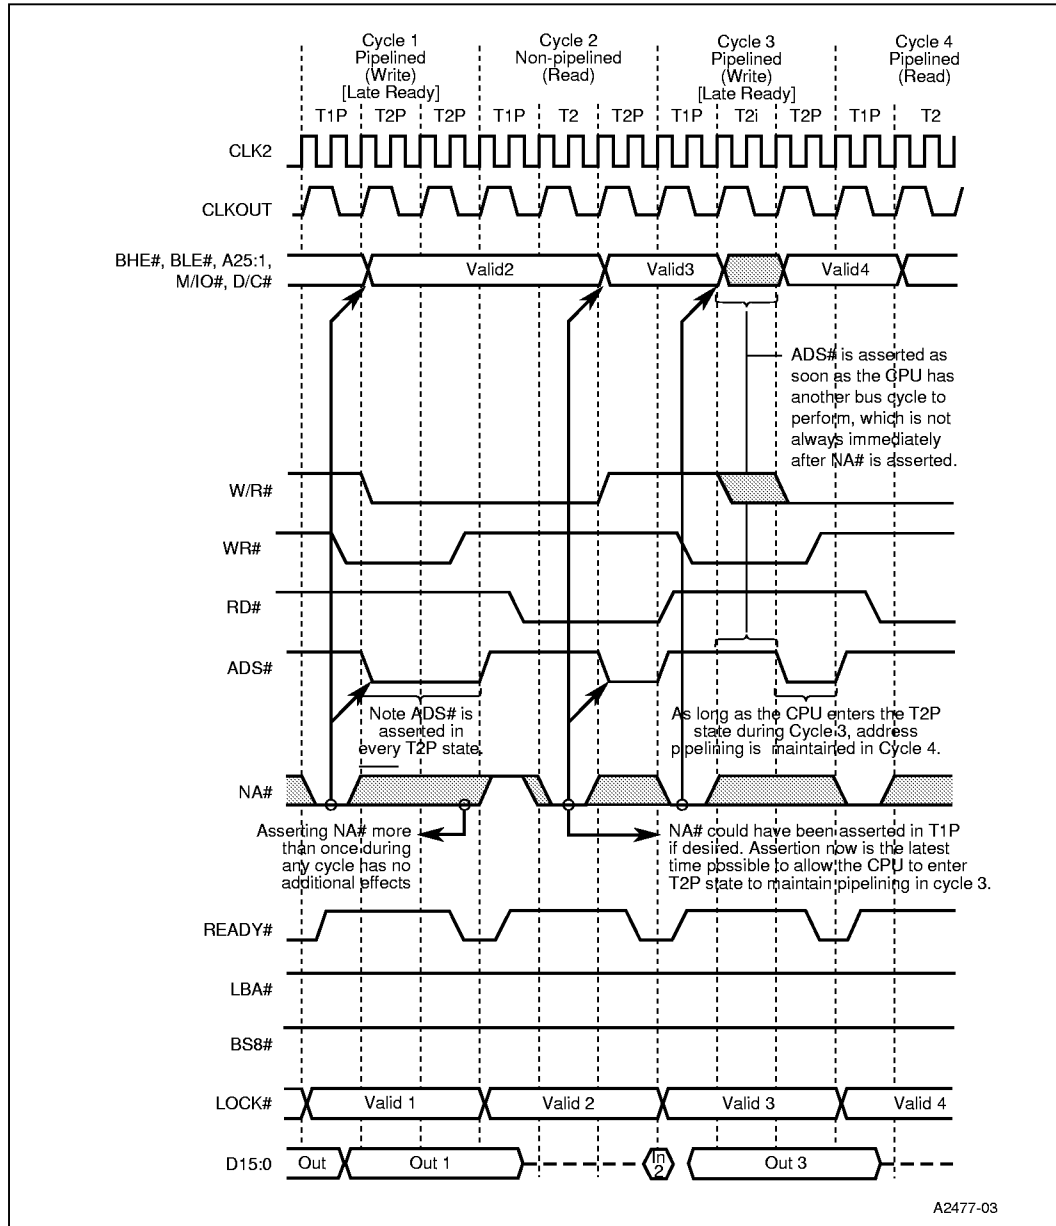 Cycle 1
Pipelined
(Write)
[Late Ready]
Cycle 2
Non-pipelined
(Read)
Cycle 3
Pipelined
(Write)
[Late Ready]
Cycle 4
Pipelined
(Read)
T1P T2P T2P T1P T2 T2P T1P T2i T2P T1P T2
CLK2
CLKOUT
BHE#, BLE#, A25:1,
M/IO#, D/C#
Valid2 Valid3 Valid4
ADS# is asserted as
soon as the CPU has
another bus cycle to
perform, which is not
always immediately
after NA# is asserted.
W/R#
WR#
RD#
ADS#
Note ADS# is
asserted in
every T2P state.
As long as the CPU enters the T2P
state during Cycle 3, address
pipelining is maintained in Cycle 4.
NA#
Asserting NA# more
than once during
any cycle has no
additional effects
NA# could have been asserted in T1P
if desired. Assertion now is the latest
time possible to allow the CPU to enter
T2P state to maintain pipelining in cycle 3.
READY#
LBA#
BS8#
LOCK# Valid 1 Valid 2 Valid 3 Valid 4
D15:0 Out Out 1 In 2 Out 3
A2477-03